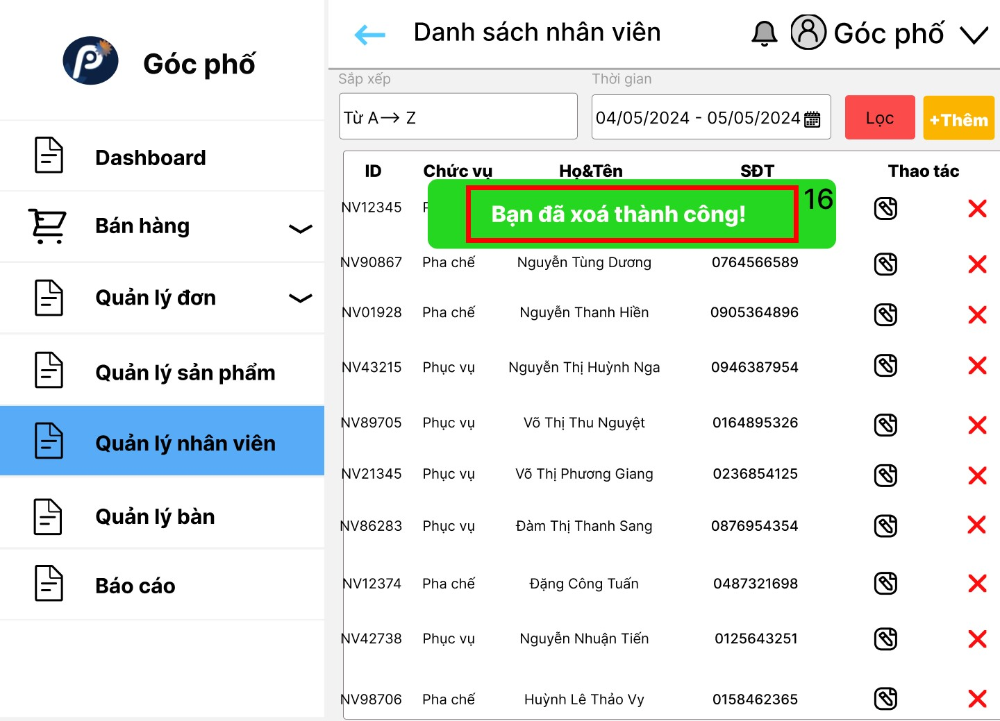 Góc phố
Dashboard
Bán hàng
Quản lý đơn
Quản lý sản phẩm
Quản lý nhân viên
Quản lý bàn
Báo cáo
Danh sách nhân viên
Góc phố
Sắp xếp
Thời gian
Từ A→ Z
04/05/2024 - 05/05/2024
Lọc
+Thêm
ID Chức vụ Họ&Tên SĐT Thao tác
NV12345
Bạn đã xoá thành công!
16
NV90867 Pha chế Nguyễn Tùng Dương 0764566589
NV01928 Pha chế Nguyễn Thanh Hiền 0905364896
NV43215 Phục vụ Nguyễn Thị Huỳnh Nga 0946387954
NV89705 Phục vụ Võ Thị Thu Nguyệt 0164895326
NV21345 Phục vụ Võ Thị Phương Giang 0236854125
NV86283 Phục vụ Đàm Thị Thanh Sang 0876954354
NV12374 Pha chế Đặng Công Tuấn 0487321698
NV42738 Phục vụ Nguyễn Nhuận Tiến 0125643251
NV98706 Pha chế Huỳnh Lê Thảo Vy 0158462365